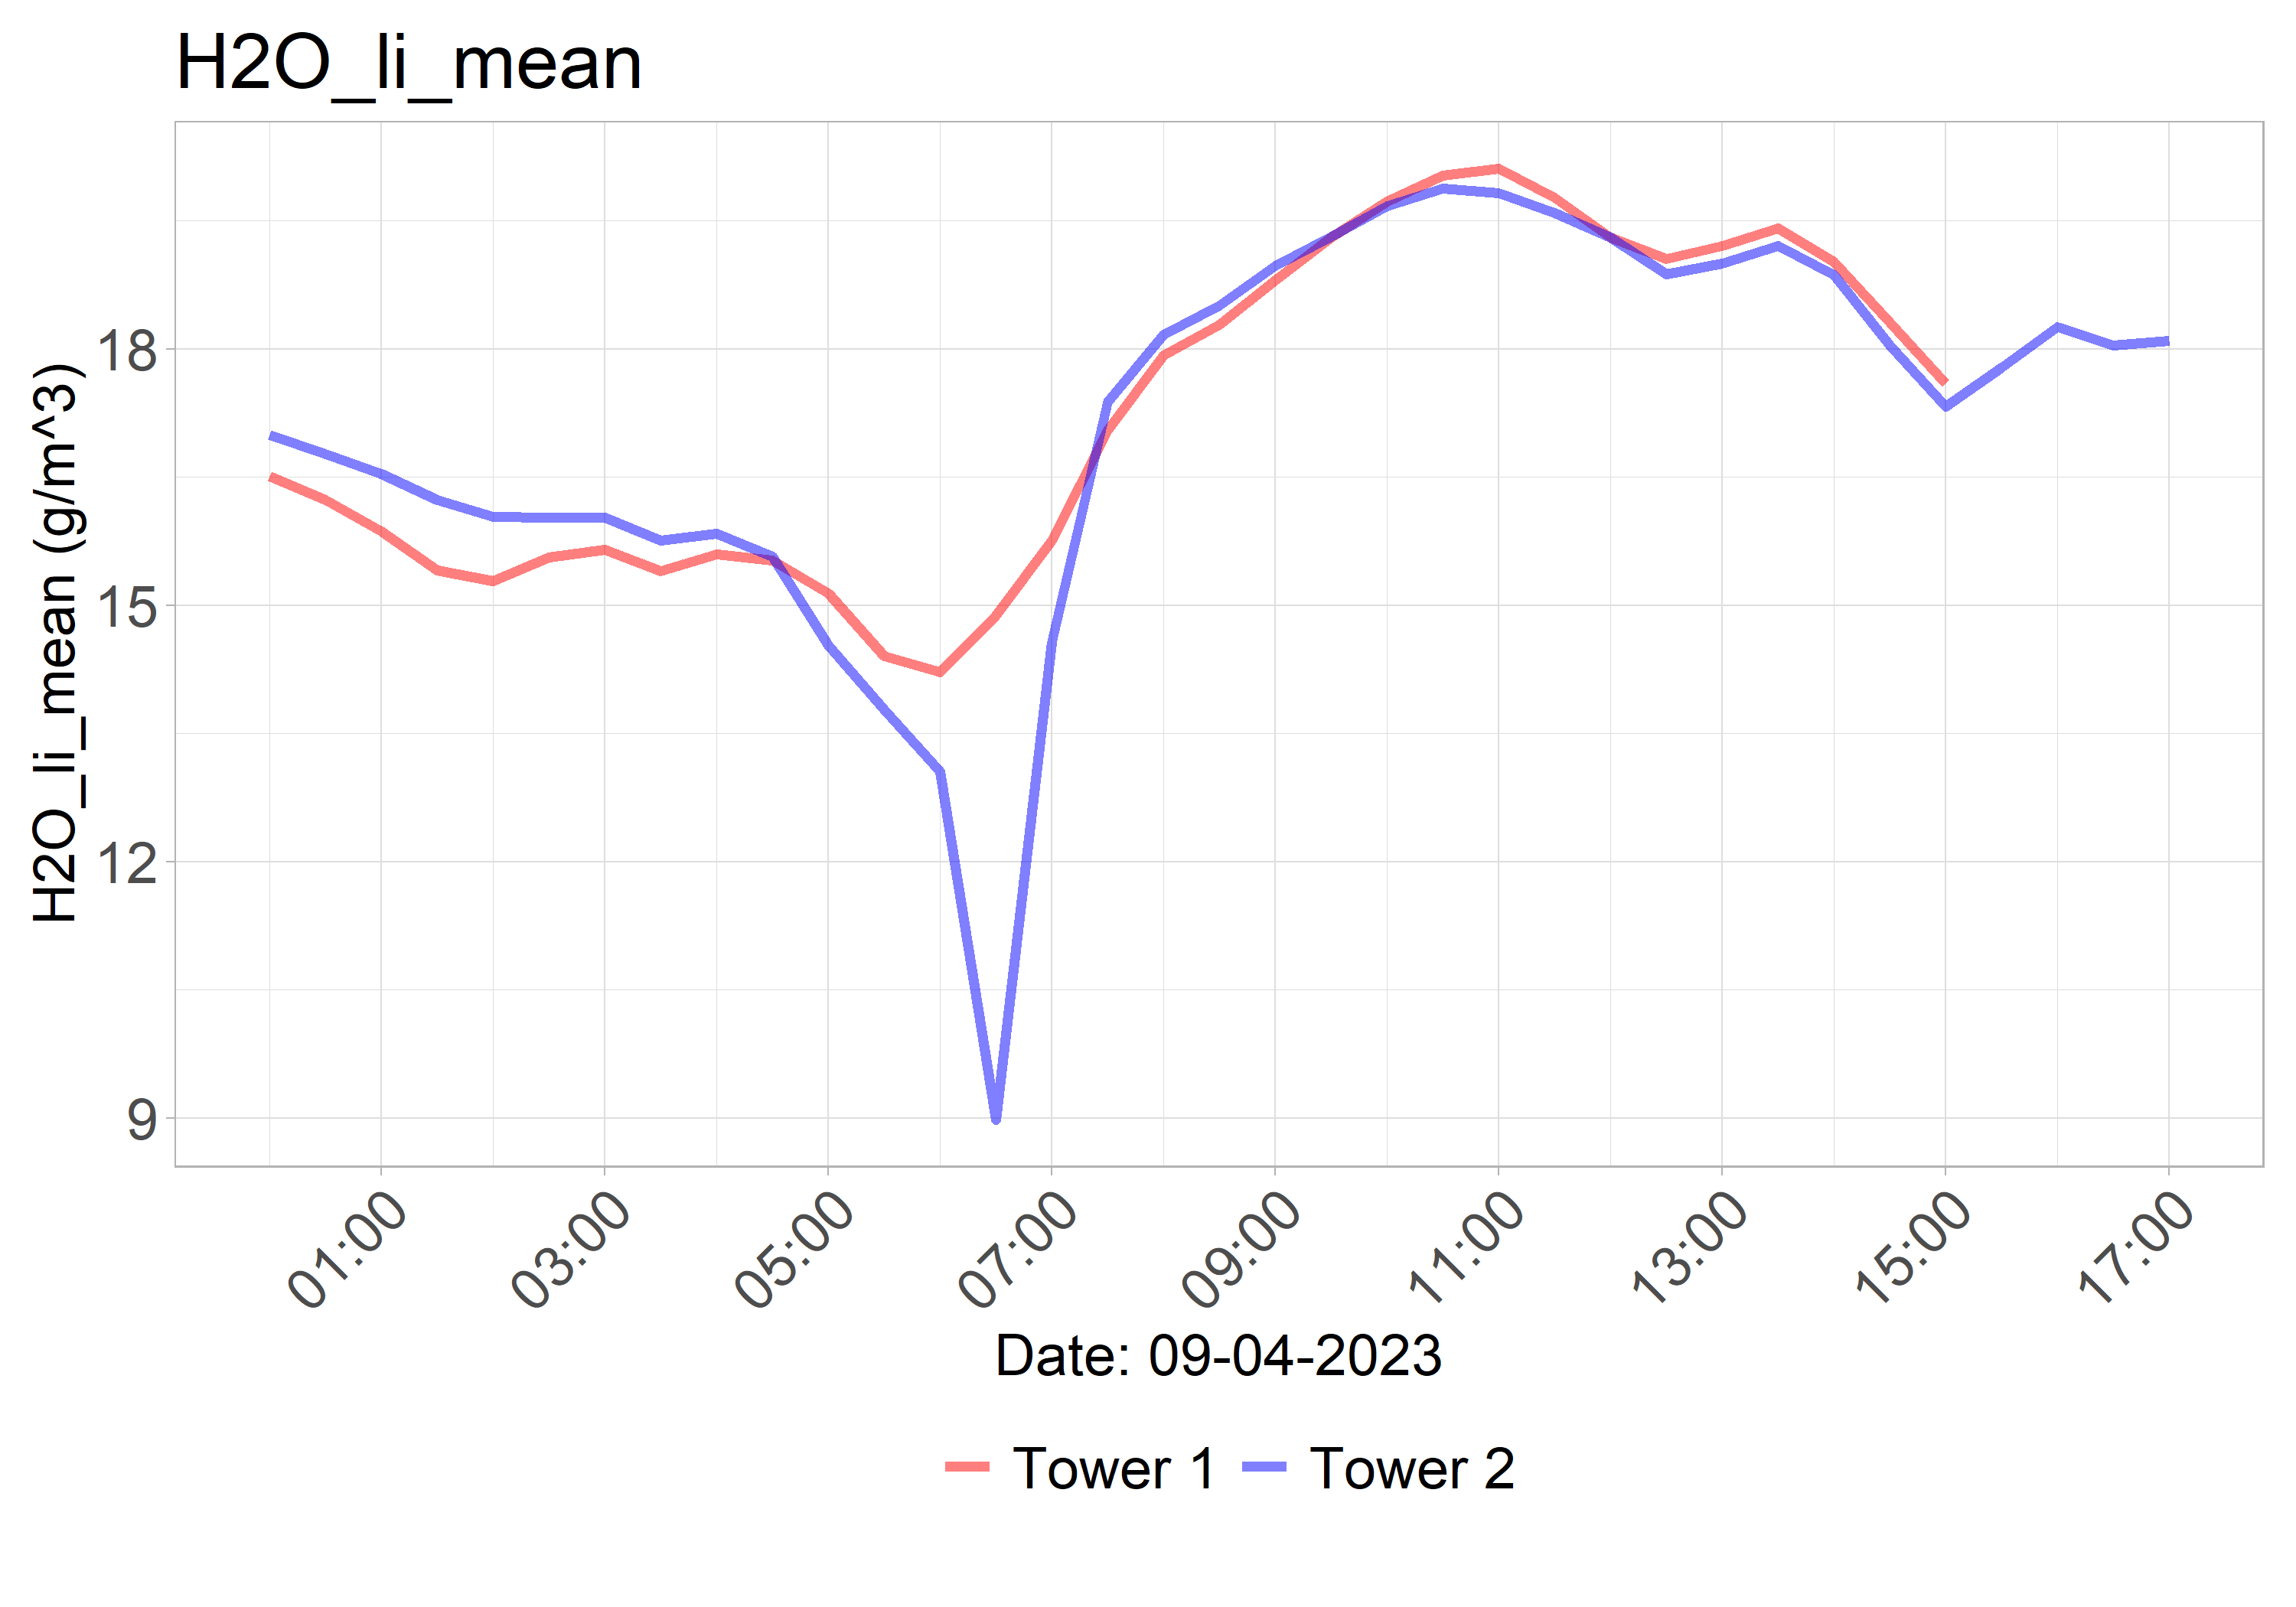 H2O_li_mean
H2O_li_mean (g/m^3)
18
15
12
9
01:00 03:00 05:00 07:00 09:00 11:00 13:00 15:00 17:00
Date: 09-04-2023
Tower 1 Tower 2